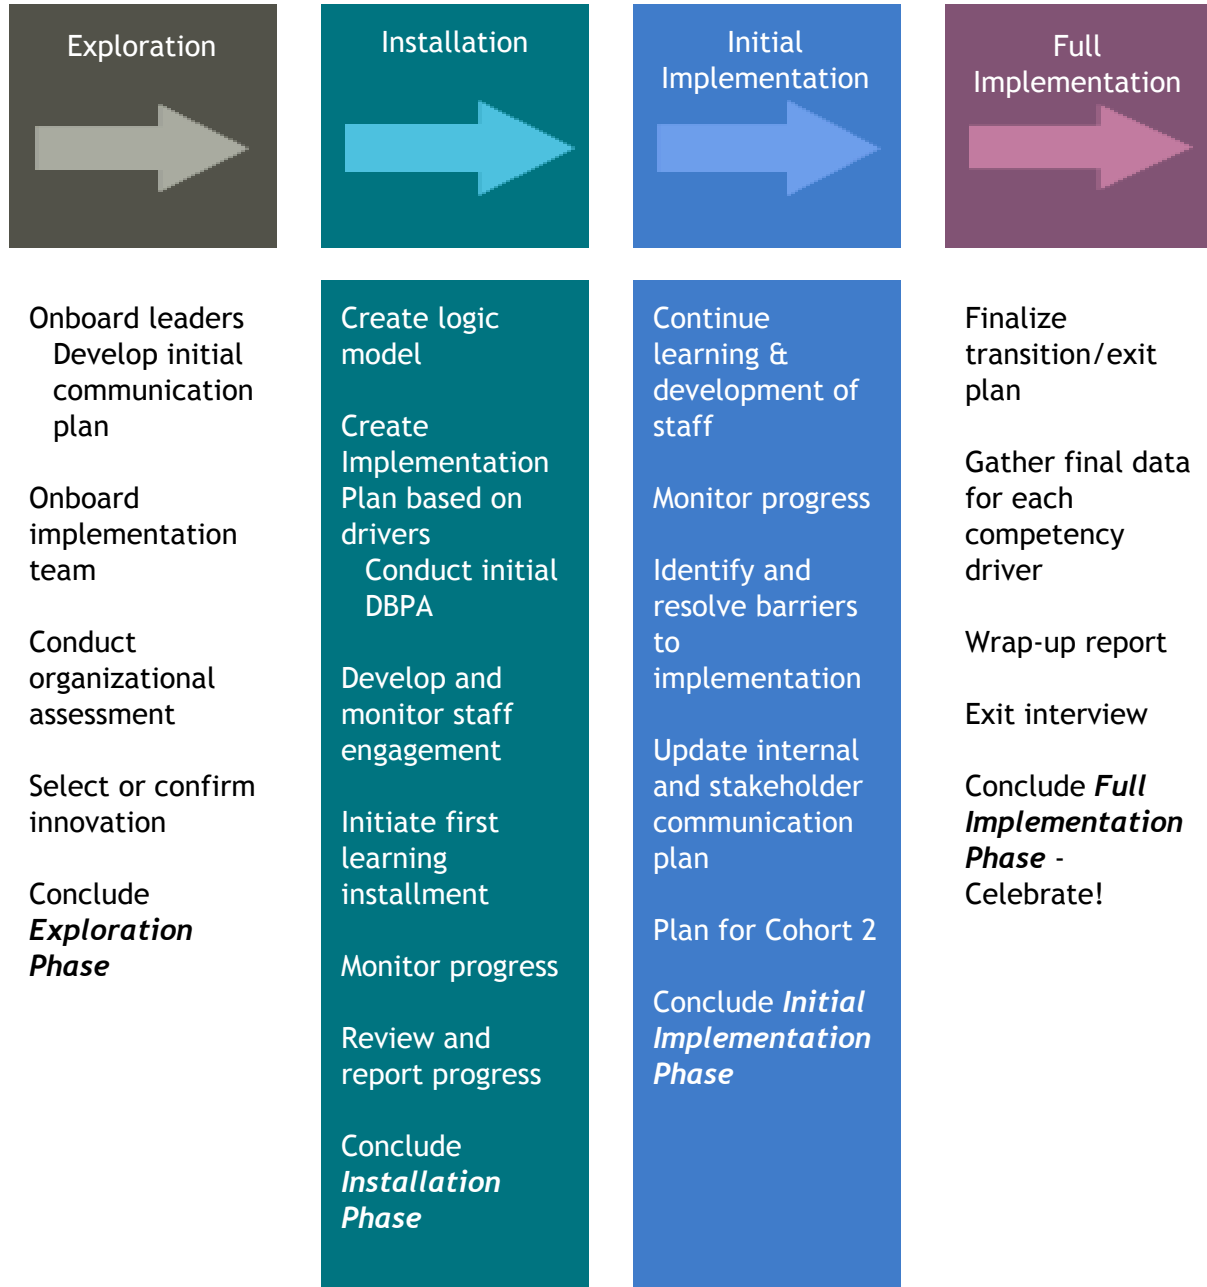 Exploration
Installation
Initial
Implementation
Full
Implementation
Onboard leaders
Develop initial
communication
plan
Onboard
implementation
team
Conduct
organizational
assessment
Select or confirm
innovation
Conclude
Exploration
Phase
Create logic
model
Create
Implementation
Plan based on
drivers
Conduct initial
DBPA
Develop and
monitor staff
engagement
Initiate first
learning
installment
Monitor progress
Review and
report progress
Conclude
Installation
Phase
Continue
learning &
development of
staff
Monitor progress
Identify and
resolve barriers
to
implementation
Update internal
and stakeholder
communication
plan
Plan for Cohort 2
Conclude Initial
Implementation
Phase
Finalize
transition/exit
plan
Gather final data
for each
competency
driver
Wrap-up report
Exit interview
Conclude Full
Implementation
Phase -
Celebrate!